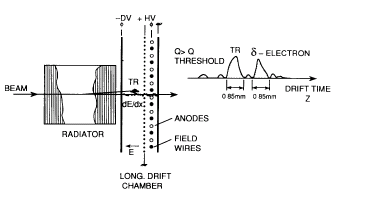 -DV + HV
Q> Q
THRESHOLD
TR
δ - ELECTRON
BEAM
TR
dE/dx
DRIFT TIME
Z
0 85mm 0 85mm
RADIATOR
ANODES
E
FIELD
WIRES
LONG. DRIFT
CHAMBER